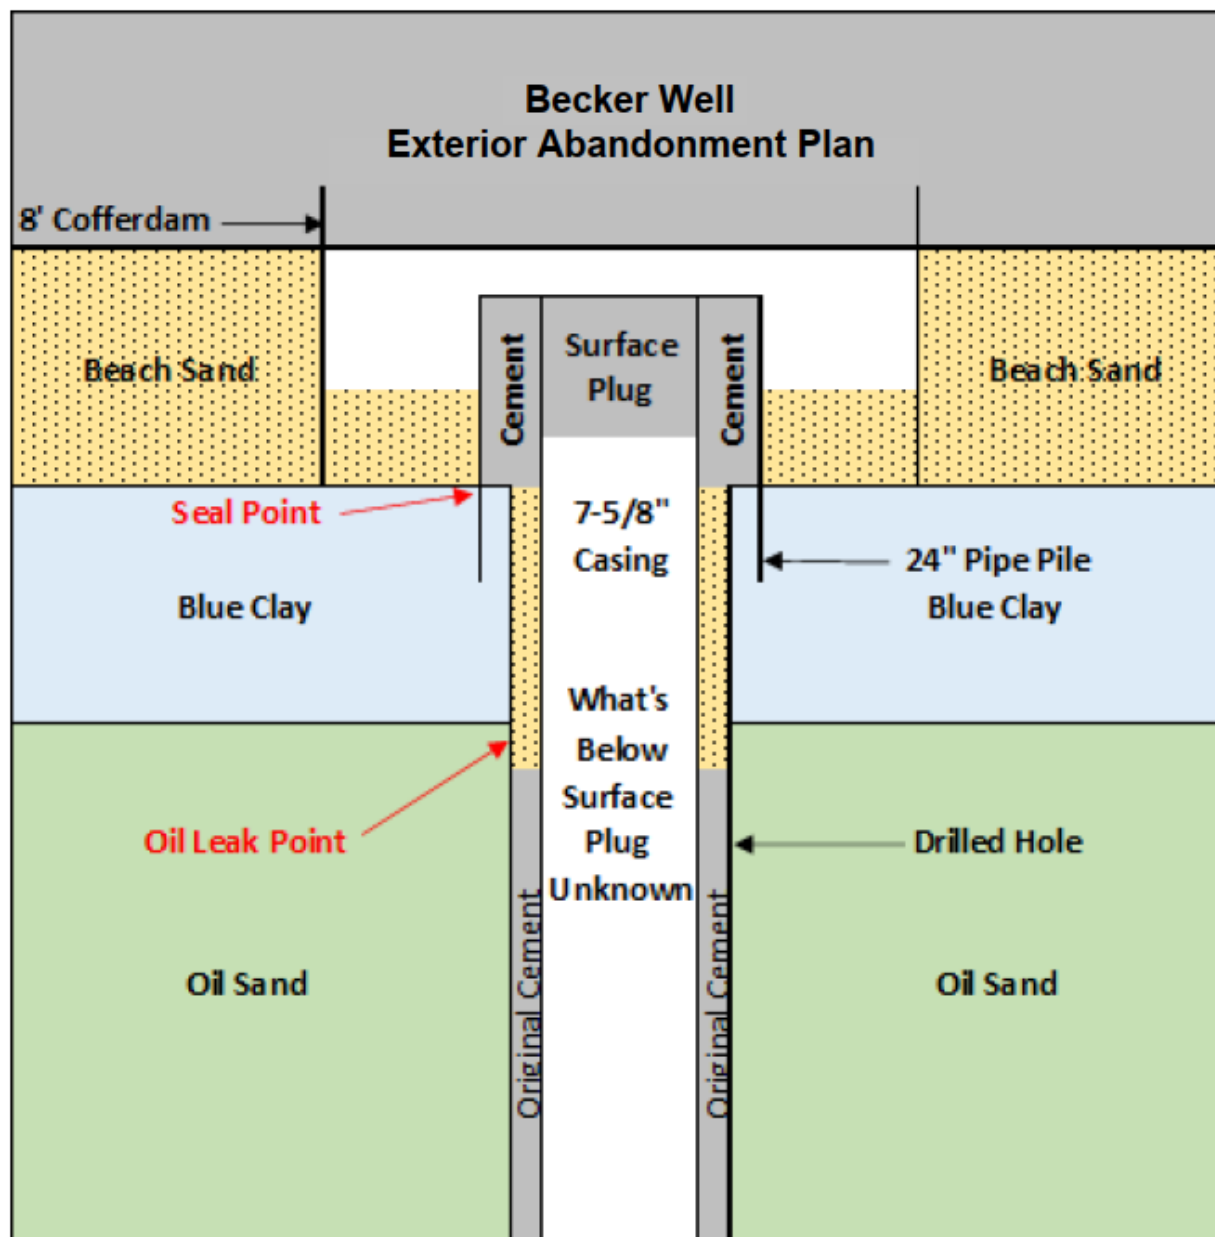 Becker Well
Exterior Abandonment Plan
8' Cofferdam
Beach Sand
Cement
Surface
Plug
Cement
Beach Sand
Seal Point
7-5/8"
Casing
24" Pipe Pile
Blue Clay
Blue Clay
What's
Below
Surface
Plug
Unknown
Oil Leak Point
Drilled Hole
Original Cement
Original Cement
Oil Sand
Oil Sand